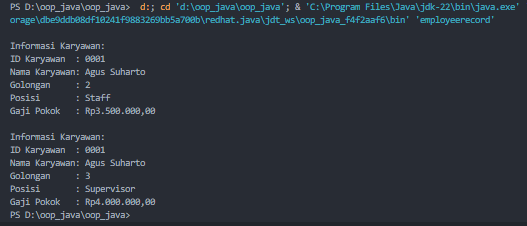 PS D:\oop_java\oop_java>  d:; cd 'd:\oop_java\oop_java'; & 'C:\Program Files\Java\jdk-22\bin\java.exe'
orage\dbe9ddb08df10241f9883269bb5a700b\redhat.java\jdt_ws\oop_java_f4f2aaf6\bin' 'employeerecord'
Informasi Karyawan:
ID Karyawan  : 0001
Nama Karyawan: Agus Suharto
Golongan     : 2
Posisi       : Staff
Gaji Pokok   : Rp3.500.000,00
Informasi Karyawan:
ID Karyawan  : 0001
Nama Karyawan: Agus Suharto
Golongan     : 3
Posisi       : Supervisor
Gaji Pokok   : Rp4.000.000,00
PS D:\oop_java\oop_java>